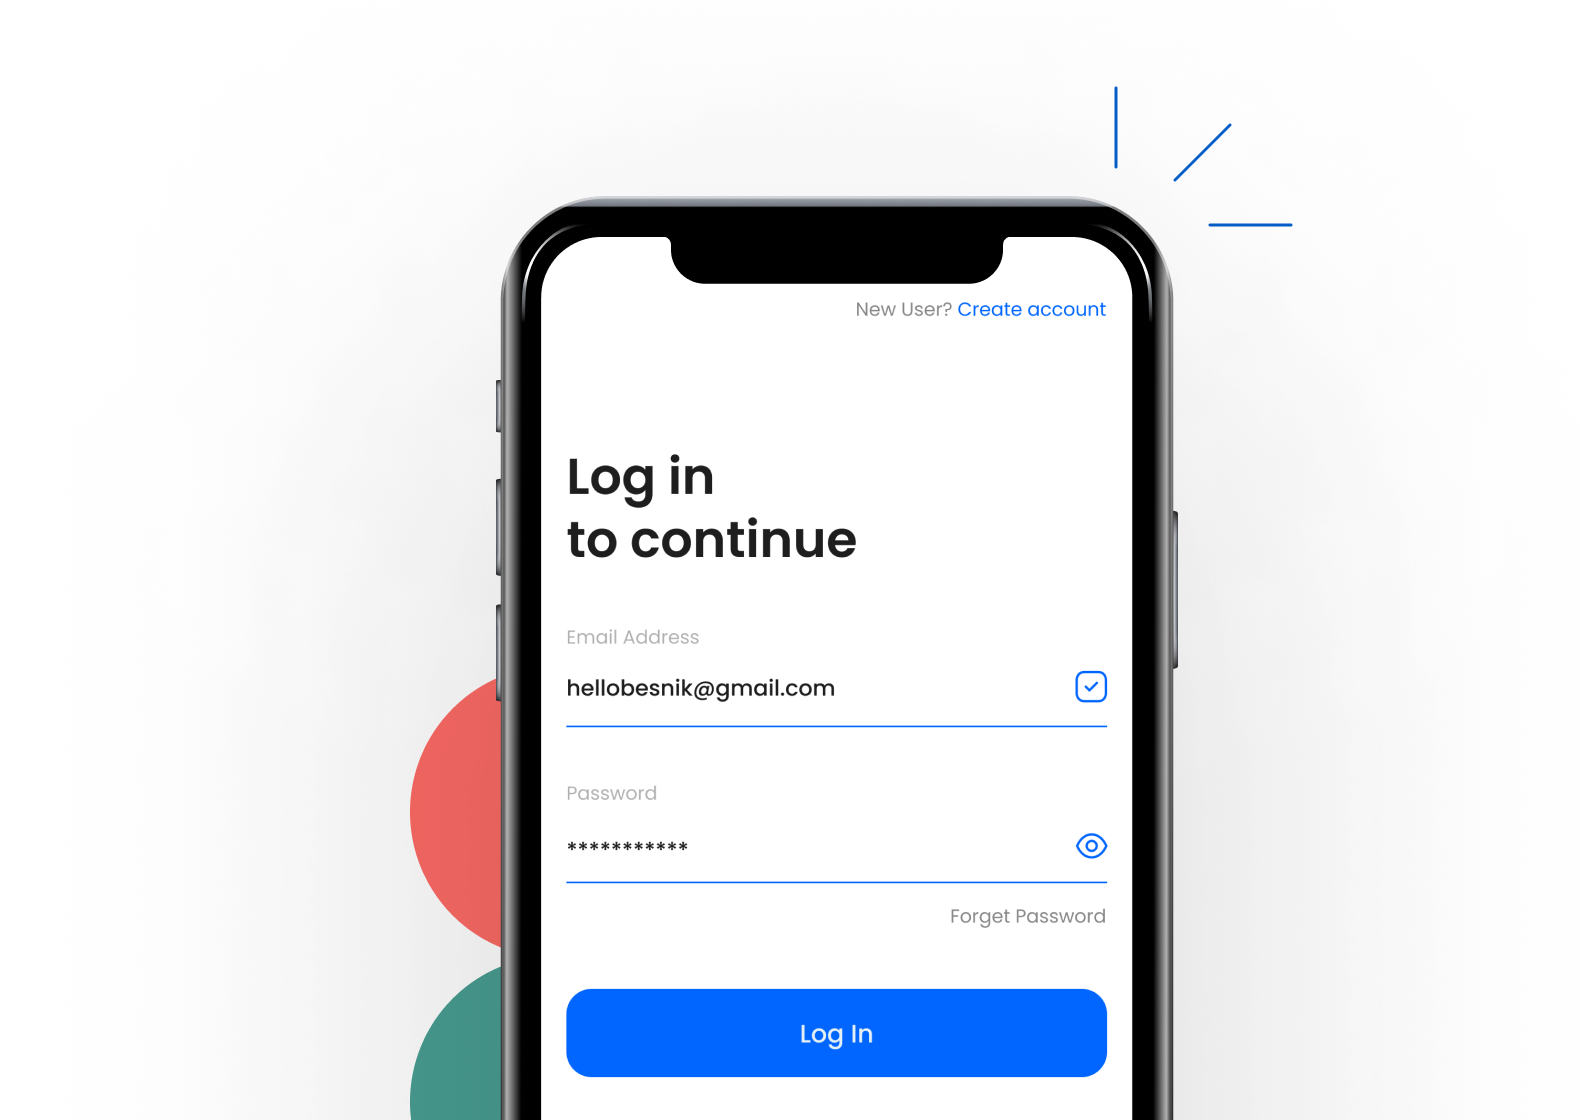 New User? Create account
Log in
to continue
Email Address
hellobesnik@gmail.com
Password
***********
Forget Password
Log In